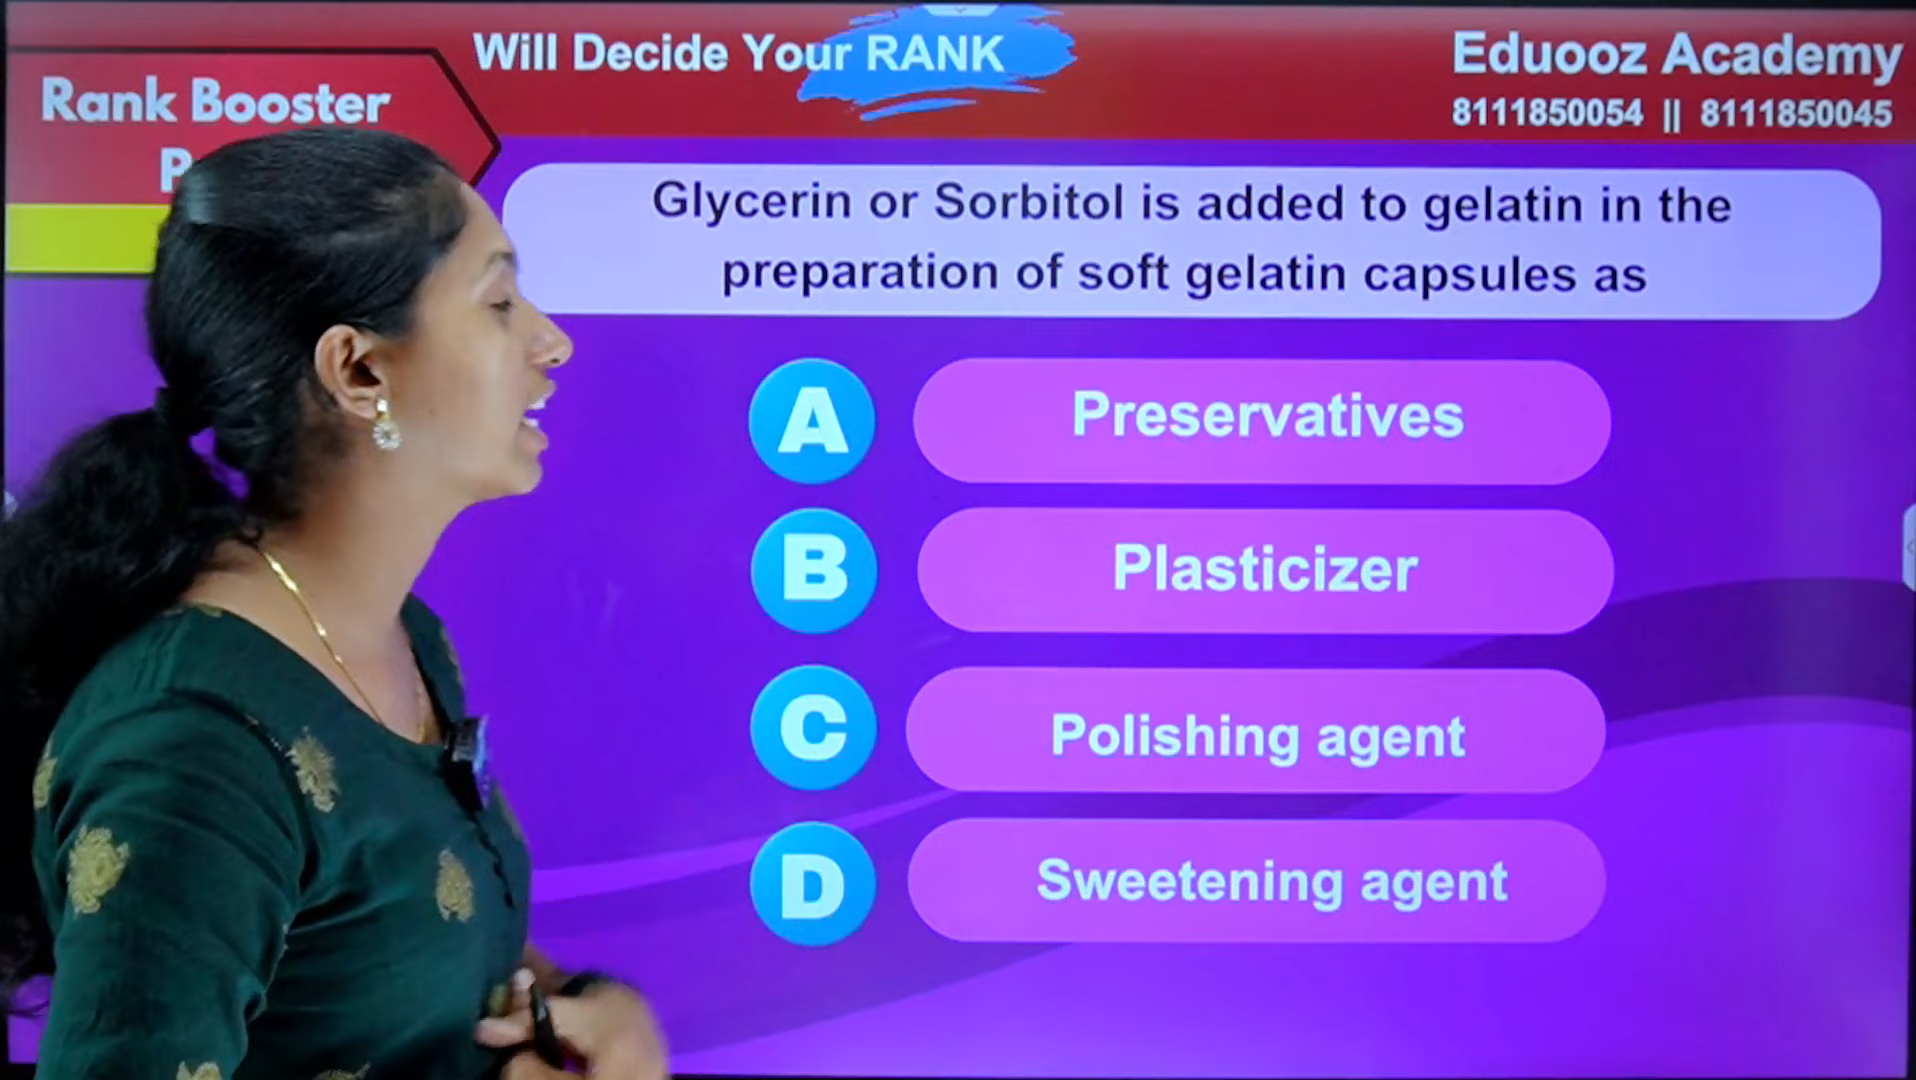 Will Decide Your RANK
Eduooz Academy
8111850054 || 8111850045
Rank Booster
Glycerin or Sorbitol is added to gelatin in the
preparation of soft gelatin capsules as
A Preservatives
B Plasticizer
C Polishing agent
D Sweetening agent